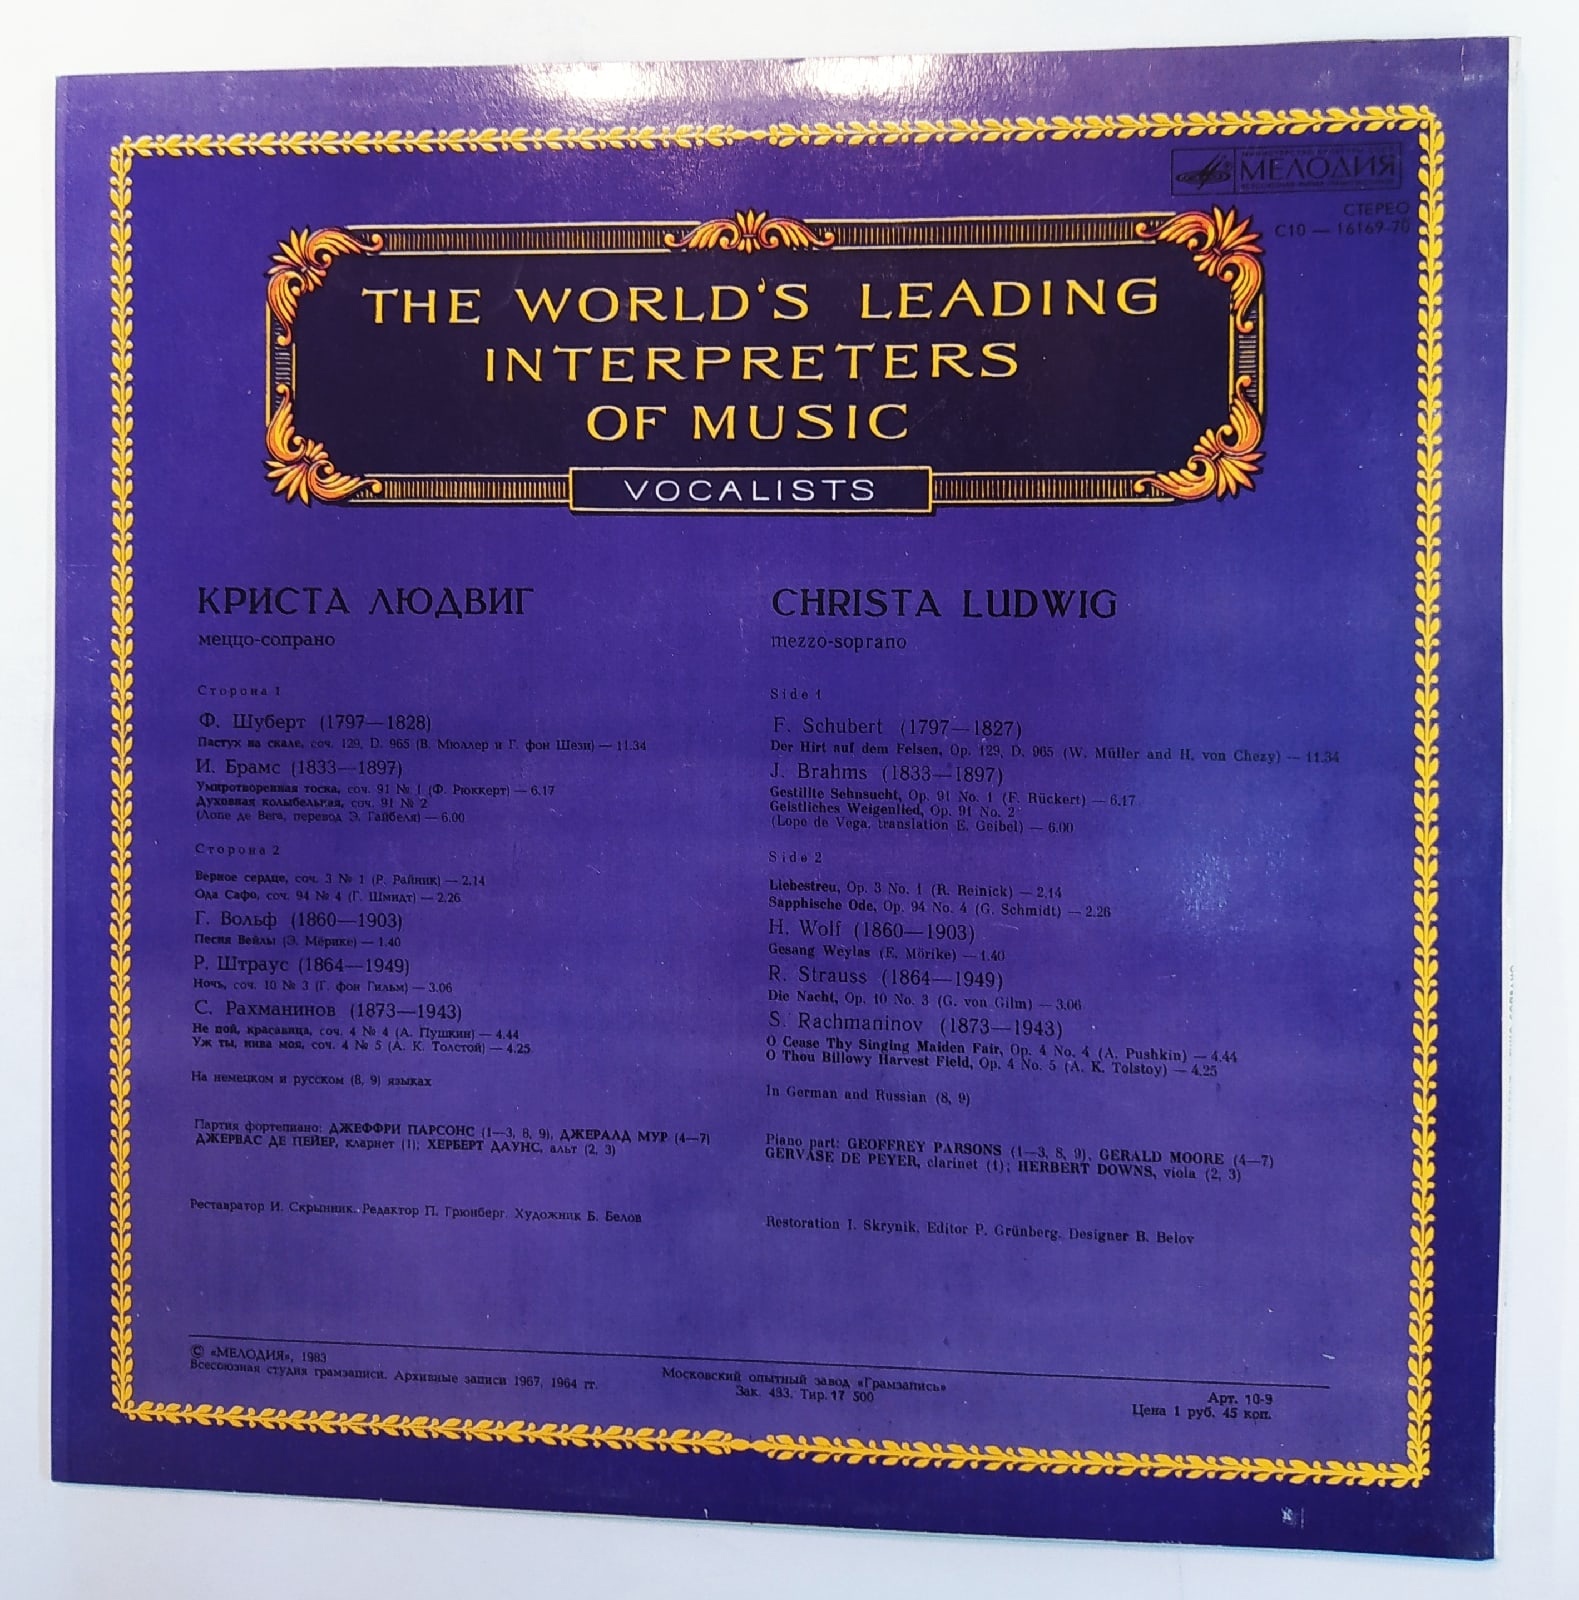 МЕЛОДИЯ
СТЕРЕО
С10 — 16169-70
THE WORLD'S LEADING
INTERPRETERS
OF MUSIC
VOCALISTS
КРИСТА ЛЮДВИГ
меццо-сопрано
Сторона 1
Ф. Шуберт (1797—1828)
Пастух на скале, соч. 129, D. 965 (В. Мюллер и Г. фон Шези) — 11.34
И. Брамс (1833—1897)
Умиротворенная тоска, соч. 91 № 1 (Ф. Рюккерт) — 6.17
Духовная колыбельная, соч. 91 № 2
(Лопе де Вега, перевод Э. Гайбеля) — 6.00
Сторона 2
Верное сердце, соч. 3 № 1 (Р. Райник) — 2.14
Ода Сафо, соч. 94 № 4 (Г. Шмидт) — 2.26
Г. Вольф (1860—1903)
Песня Вейлы (Э. Мёрике) — 1.40
Р. Штраус (1864—1949)
Ночь, соч. 10 № 3 (Г. фон Гильм) — 3.06
С. Рахманинов (1873—1943)
Не пой, красавица, соч. 4 № 4 (А. Пушкин) — 4.44
Уж ты, нива моя, соч. 4 № 5 (А. К. Толстой) — 4.25
На немецком и русском (8, 9) языках
Партия фортепиано: ДЖЕФФРИ ПАРСОНС (1—3, 8, 9), ДЖЕРАЛД МУР (4—7)
ДЖЕРВАС ДЕ ПЕЙЕР, кларнет (1); ХЕРБЕРТ ДАУНС, альт (2, 3)
Реставратор И. Скрынник. Редактор П. Грюнберг. Художник Б. Белов
CHRISTA LUDWIG
mezzo-soprano
Side 1
F. Schubert (1797—1827)
Der Hirt auf dem Felsen, Op. 129, D. 965 (W. Müller and H. von Chezy) — 11.34
J. Brahms (1833—1897)
Gestillte Sehnsucht, Op. 91 No. 1 (F. Rückert) — 6.17
Geistliches Weigenlied, Op. 91 No. 2
(Lope de Vega, translation E. Geibel) — 6.00
Side 2
Liebestreu, Op. 3 No. 1 (R. Reinick) — 2.14
Sapphische Ode, Op. 94 No. 4 (G. Schmidt) — 2.26
H. Wolf (1860—1903)
Gesang Weylas (E. Mörike) — 1.40
R. Strauss (1864—1949)
Die Nacht, Op. 10 No. 3 (G. von Gilm) — 3.06
S. Rachmaninov (1873—1943)
O Cease Thy Singing Maiden Fair, Op. 4 No. 4 (A. Pushkin) — 4.44
O Thou Billowy Harvest Field, Op. 4 No. 5 (A. K. Tolstoy) — 4.25
In German and Russian (8, 9)
Piano part: GEOFFREY PARSONS (1—3, 8, 9), GERALD MOORE (4—7)
GERVASE DE PEYER, clarinet (1); HERBERT DOWNS, viola (2, 3)
Restoration I. Skrynik. Editor P. Grünberg. Designer B. Belov
© «МЕЛОДИЯ», 1983
Всесоюзная студия грамзаписи. Архивные записи 1967, 1964 гг.
Московский опытный завод «Грамзапись»
Зак. 493. Тир. 17 500
Арт. 10-9
Цена 1 руб. 45 коп.